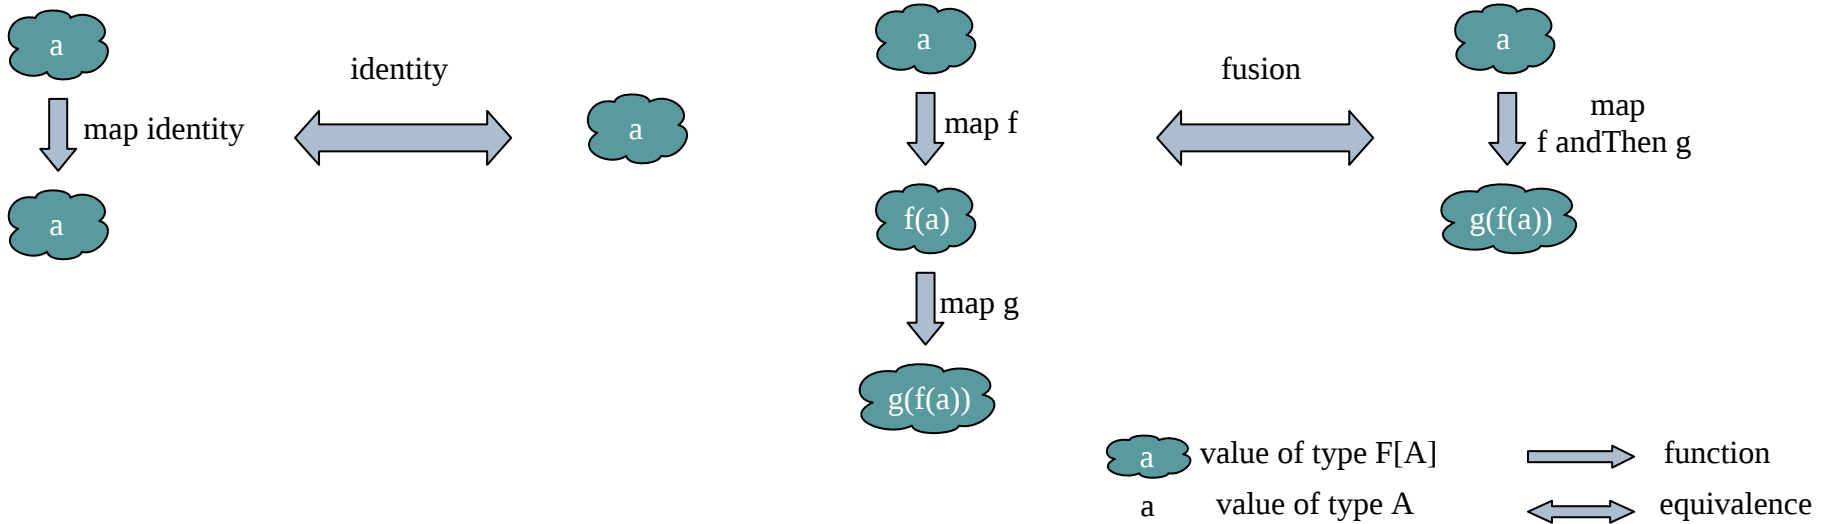 a
map identity
a
identity
a
a
map f
f(a)
map g
g(f(a))
fusion
a
map
f andThen g
g(f(a))
a value of type F[A]
function
a value of type A
equivalence